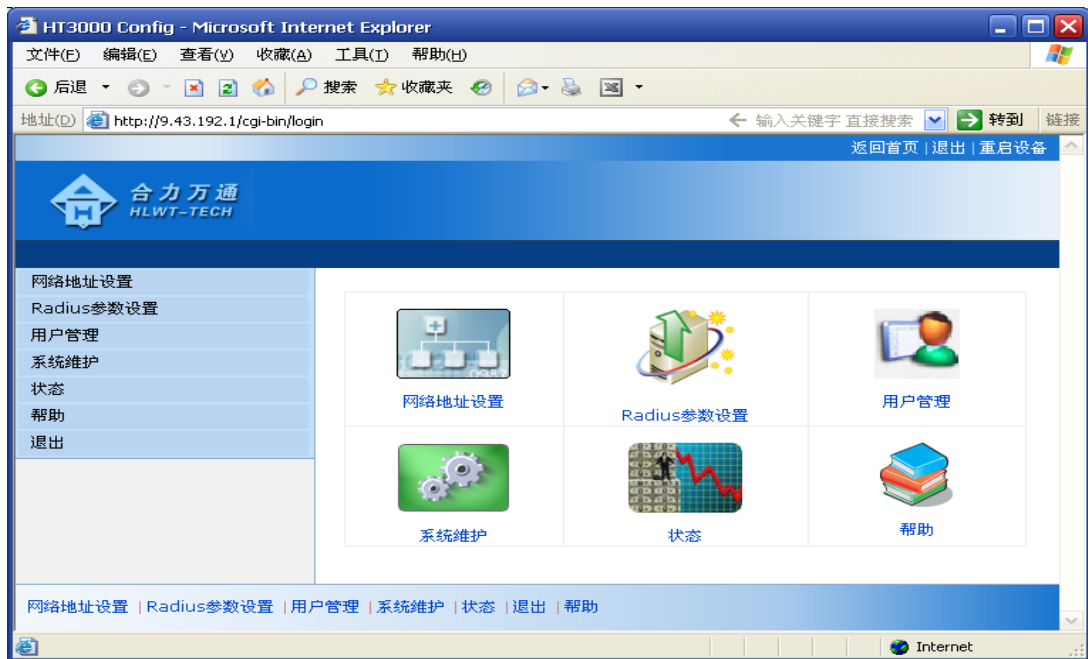 HT3000 Config - Microsoft Internet Explorer
文件(F) 编辑(E) 查看(V) 收藏(A) 工具(T) 帮助(H)
后退 搜索 收藏夹
地址(D) http://9.43.192.1/cgi-bin/login 输入关键字 直接搜索 转到 链接
返回首页 | 退出 | 重启设备
合力万通
HLWT-TECH
网络地址设置
Radius参数设置
用户管理
系统维护
状态
帮助
退出
网络地址设置 Radius参数设置 用户管理
系统维护 状态 帮助
网络地址设置 | Radius参数设置 | 用户管理 | 系统维护 | 状态 | 退出 | 帮助
Internet